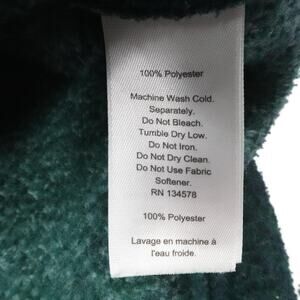 100% Polyester
Machine Wash Cold.
Separately.
Do Not Bleach.
Tumble Dry Low.
Do Not Iron.
Do Not Dry Clean.
Do Not Use Fabric
Softener.
RN 134578
100% Polyester
Lavage en machine à
l'eau froide.